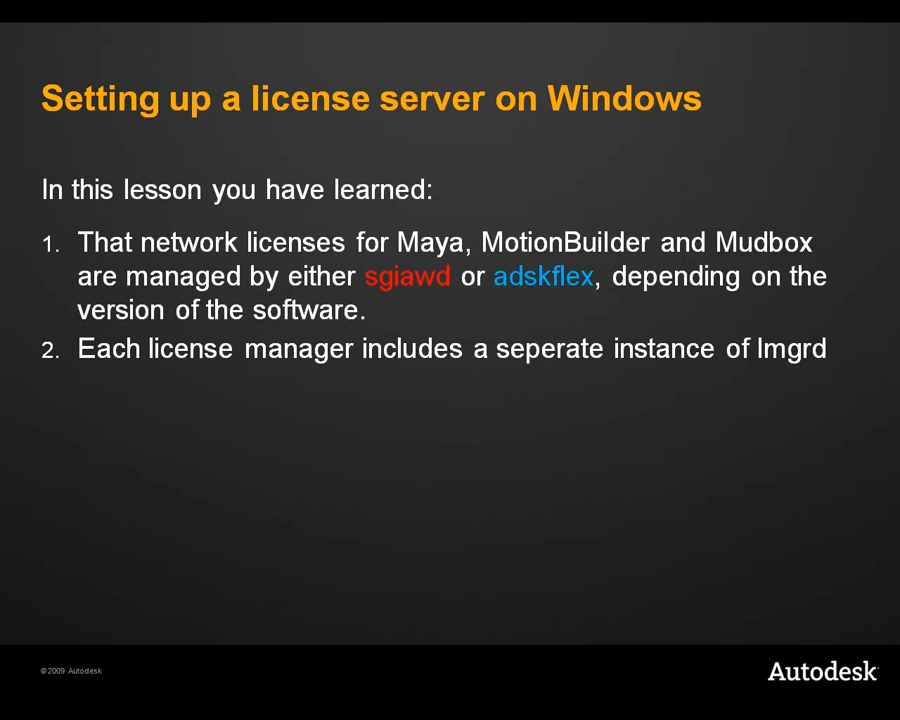 Setting up a license server on Windows
In this lesson you have learned:
1. That network licenses for Maya, MotionBuilder and Mudbox
are managed by either sgiawd or adskflex, depending on the
version of the software.
2. Each license manager includes a seperate instance of lmgrd
©2009 Autodesk
Autodesk